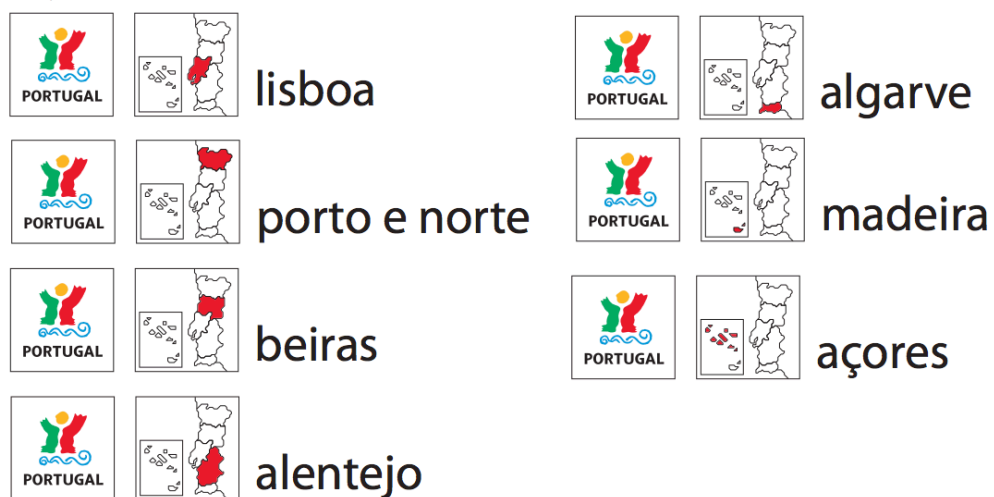 PORTUGAL lisboa
PORTUGAL porto e norte
PORTUGAL beiras
PORTUGAL alentejo
PORTUGAL algarve
PORTUGAL madeira
PORTUGAL açores